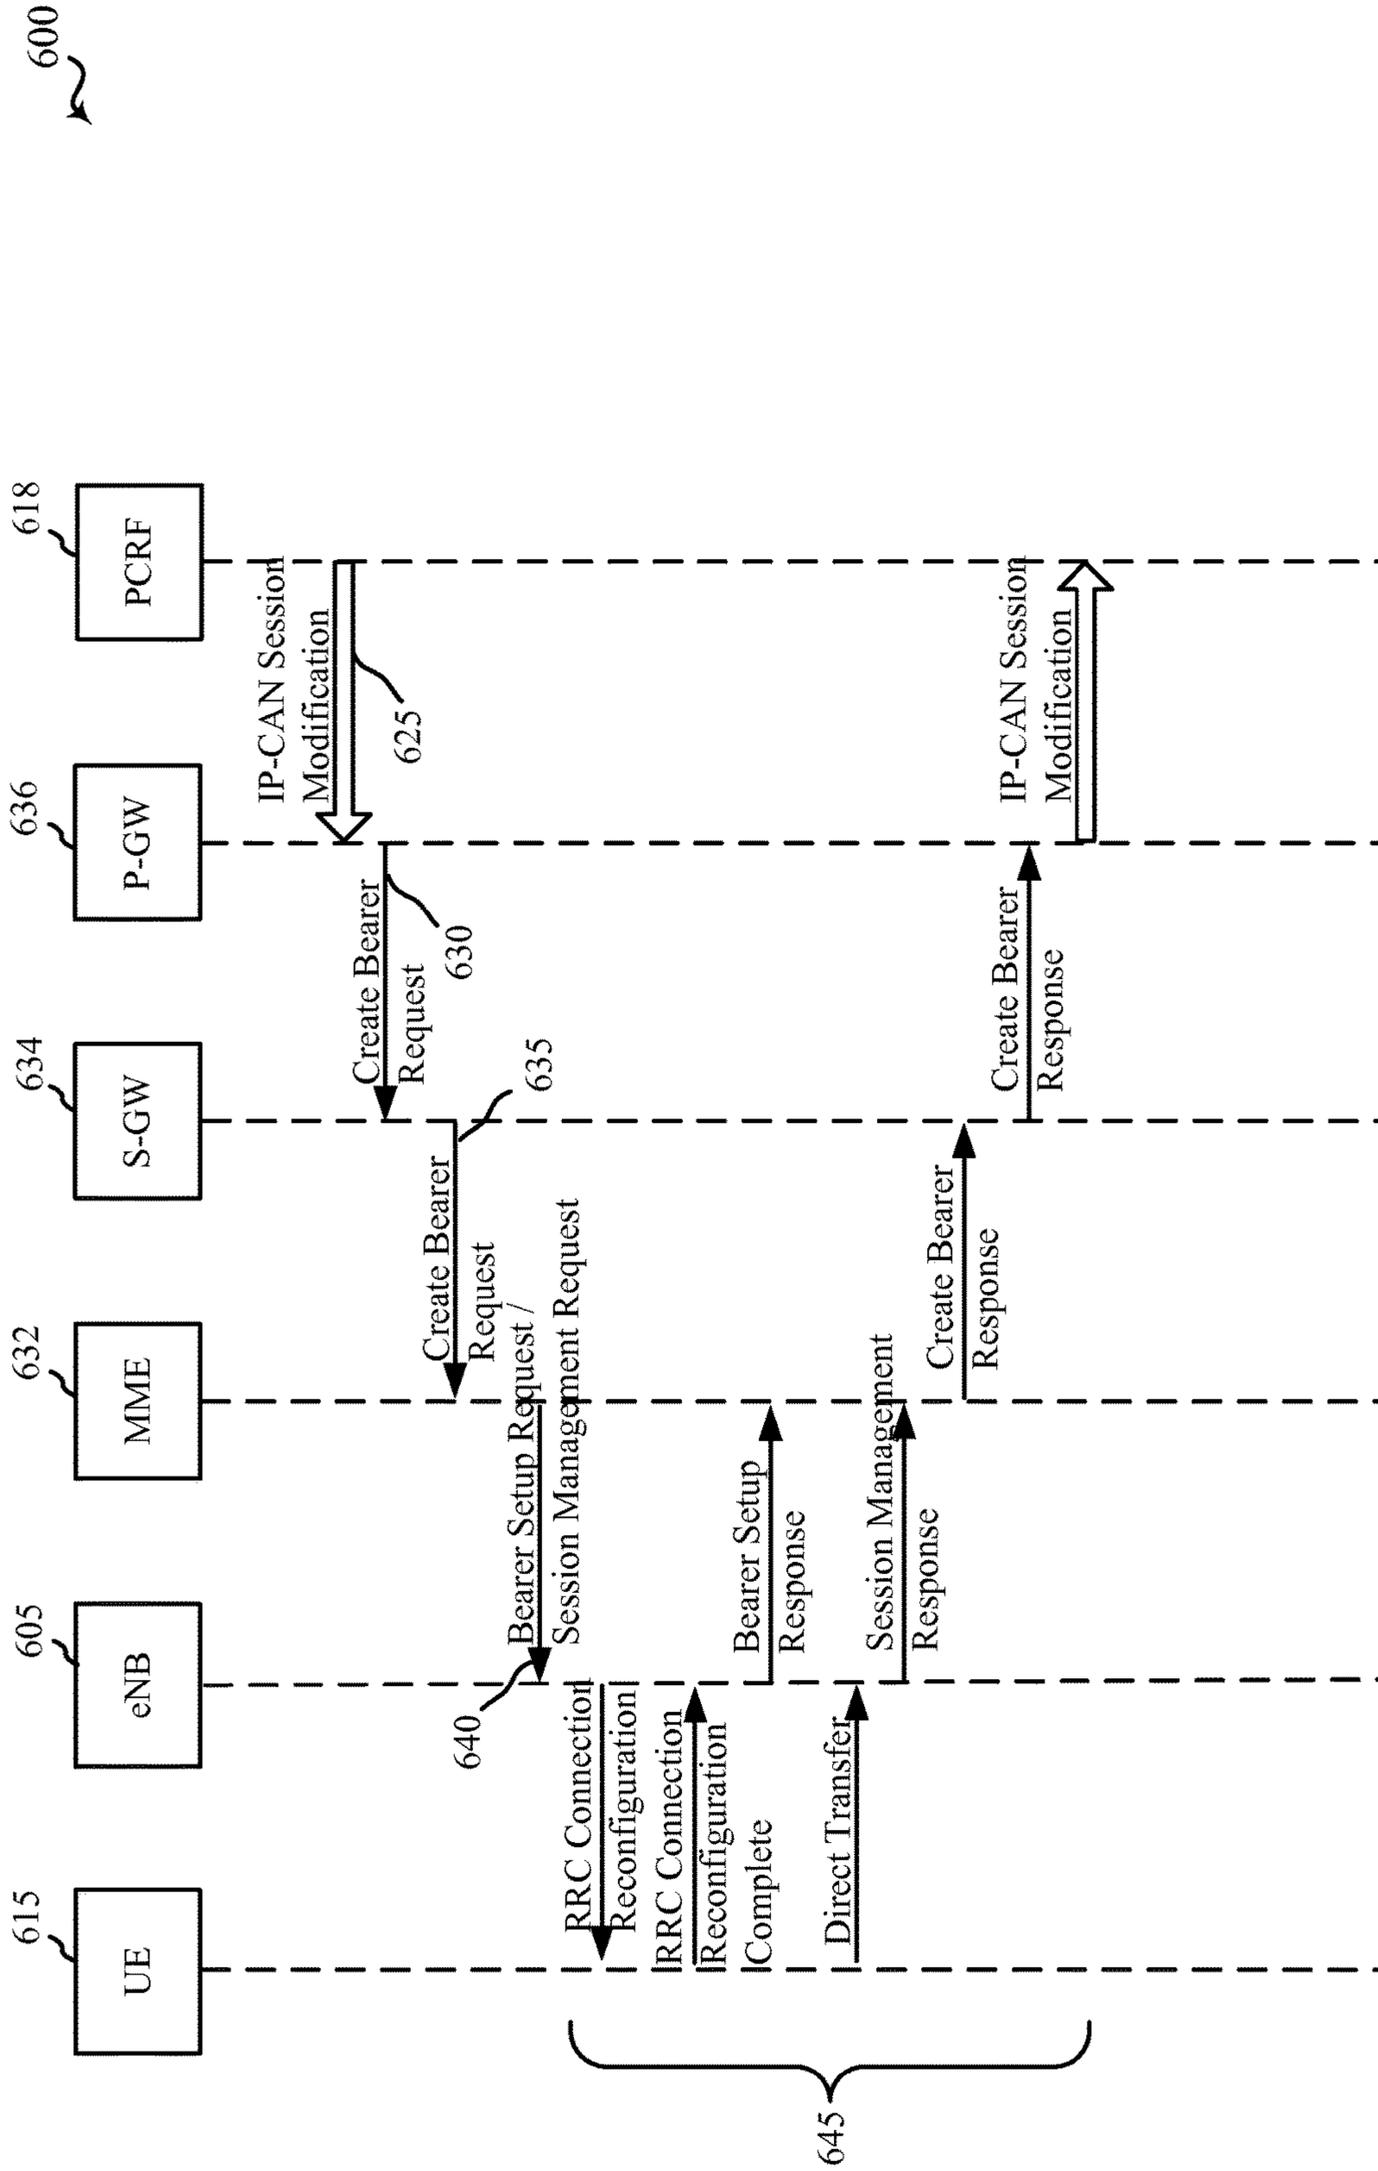 600
615
605
632
634
636
618
UE
eNB
MME
S-GW
P-GW
PCRF
IP-CAN Session
Modification
625
Create Bearer
Request
630
Create Bearer
Request
635
Bearer Setup Request /
Session Management Request
640
RRC Connection
Reconfiguration
RRC Connection
Reconfiguration
Complete
Bearer Setup
Response
Direct Transfer
Session Management
Response
Create Bearer
Response
Create Bearer
Response
IP-CAN Session
Modification
645